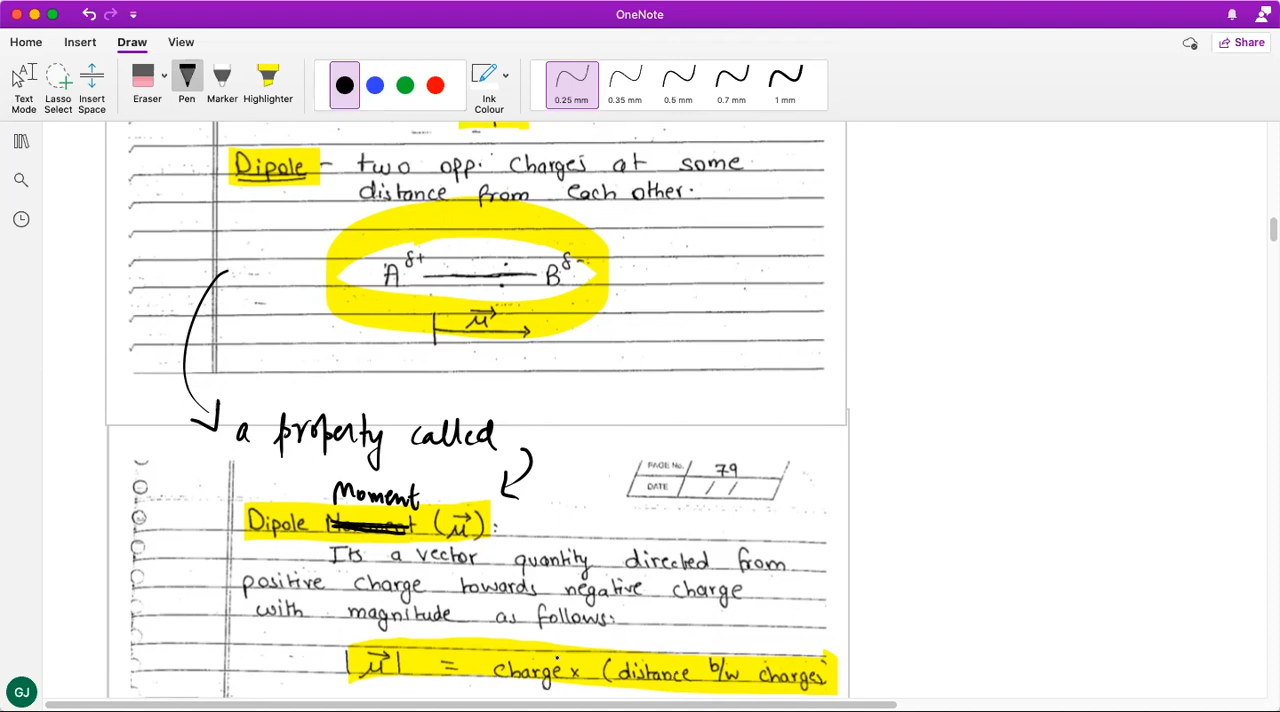 OneNote
Home Insert Draw View
Share
Text Mode
Lasso Select
Insert Space
Eraser
Pen
Marker
Highlighter
Ink Colour
0.25 mm
0.35 mm
0.5 mm
0.7 mm
1 mm
Dipole - two opp. charges at some
distance from each other.
A δ+ B δ-
μ
a property called
PAGE No. 79
DATE / /
Moment
Dipole (μ⃗):
Its a vector quantity directed from
positive charge towards negative charge
with magnitude as follows:
|μ⃗| = charge x (distance b/w charges
GJ